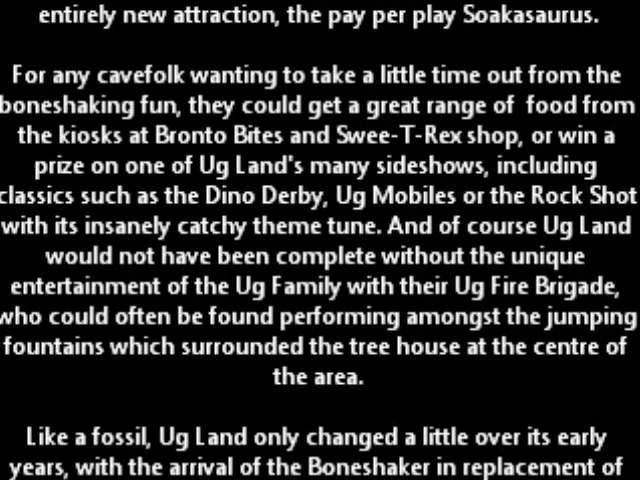 entirely new attraction, the pay per play Soakasaurus.
For any cavefolk wanting to take a little time out from the
boneshaking fun, they could get a great range of food from
the kiosks at Bronto Bites and Swee-T-Rex shop, or win a
prize on one of Ug Land's many sideshows, including
classics such as the Dino Derby, Ug Mobiles or the Rock Shot
with its insanely catchy theme tune. And of course Ug Land
would not have been complete without the unique
entertainment of the Ug Family with their Ug Fire Brigade,
who could often be found performing amongst the jumping
fountains which surrounded the tree house at the centre of
the area.
Like a fossil, Ug Land only changed a little over its early
years, with the arrival of the Boneshaker in replacement of